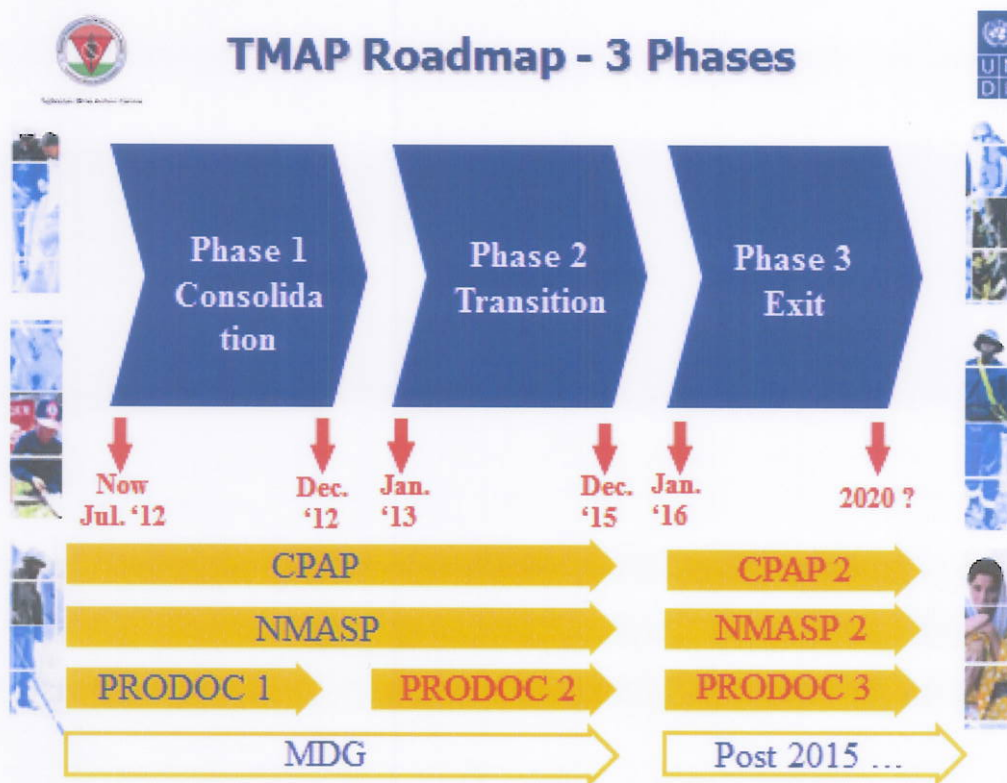 TMAP Roadmap - 3 Phases
U N
D
Phase 1
Consolida
tion
Phase 2
Transition
Phase 3
Exit
Now
Jul. ‘12
Dec.
‘12
Jan.
‘13
Dec.
‘15
Jan.
‘16
2020 ?
CPAP
CPAP 2
NMASP
NMASP 2
PRODOC 1
PRODOC 2
PRODOC 3
MDG
Post 2015 ...